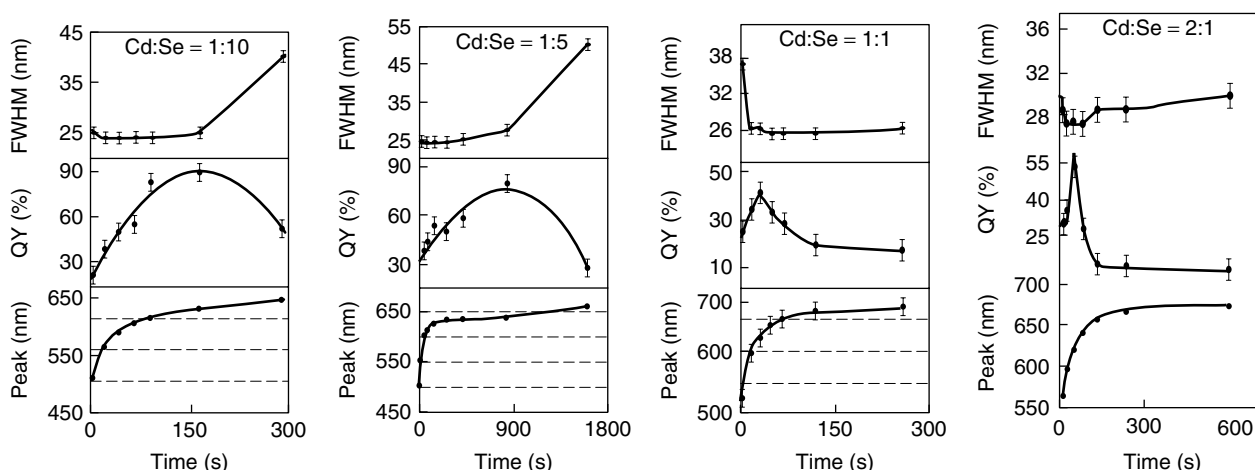 Cd:Se = 1:10
FWHM (nm)
45
35
25
QY (%)
90
60
30
Peak (nm)
650
550
450
0 150 300
Time (s)
Cd:Se = 1:5
FWHM (nm)
55
45
35
25
QY (%)
90
60
30
Peak (nm)
650
600
550
500
450
0 900 1800
Time (s)
Cd:Se = 1:1
FWHM (nm)
38
32
26
QY (%)
50
30
10
Peak (nm)
700
600
500
0 100 200 300
Time (s)
Cd:Se = 2:1
FWHM (nm)
36
32
28
QY (%)
55
40
25
Peak (nm)
700
650
550
0 300 600
Time (s)